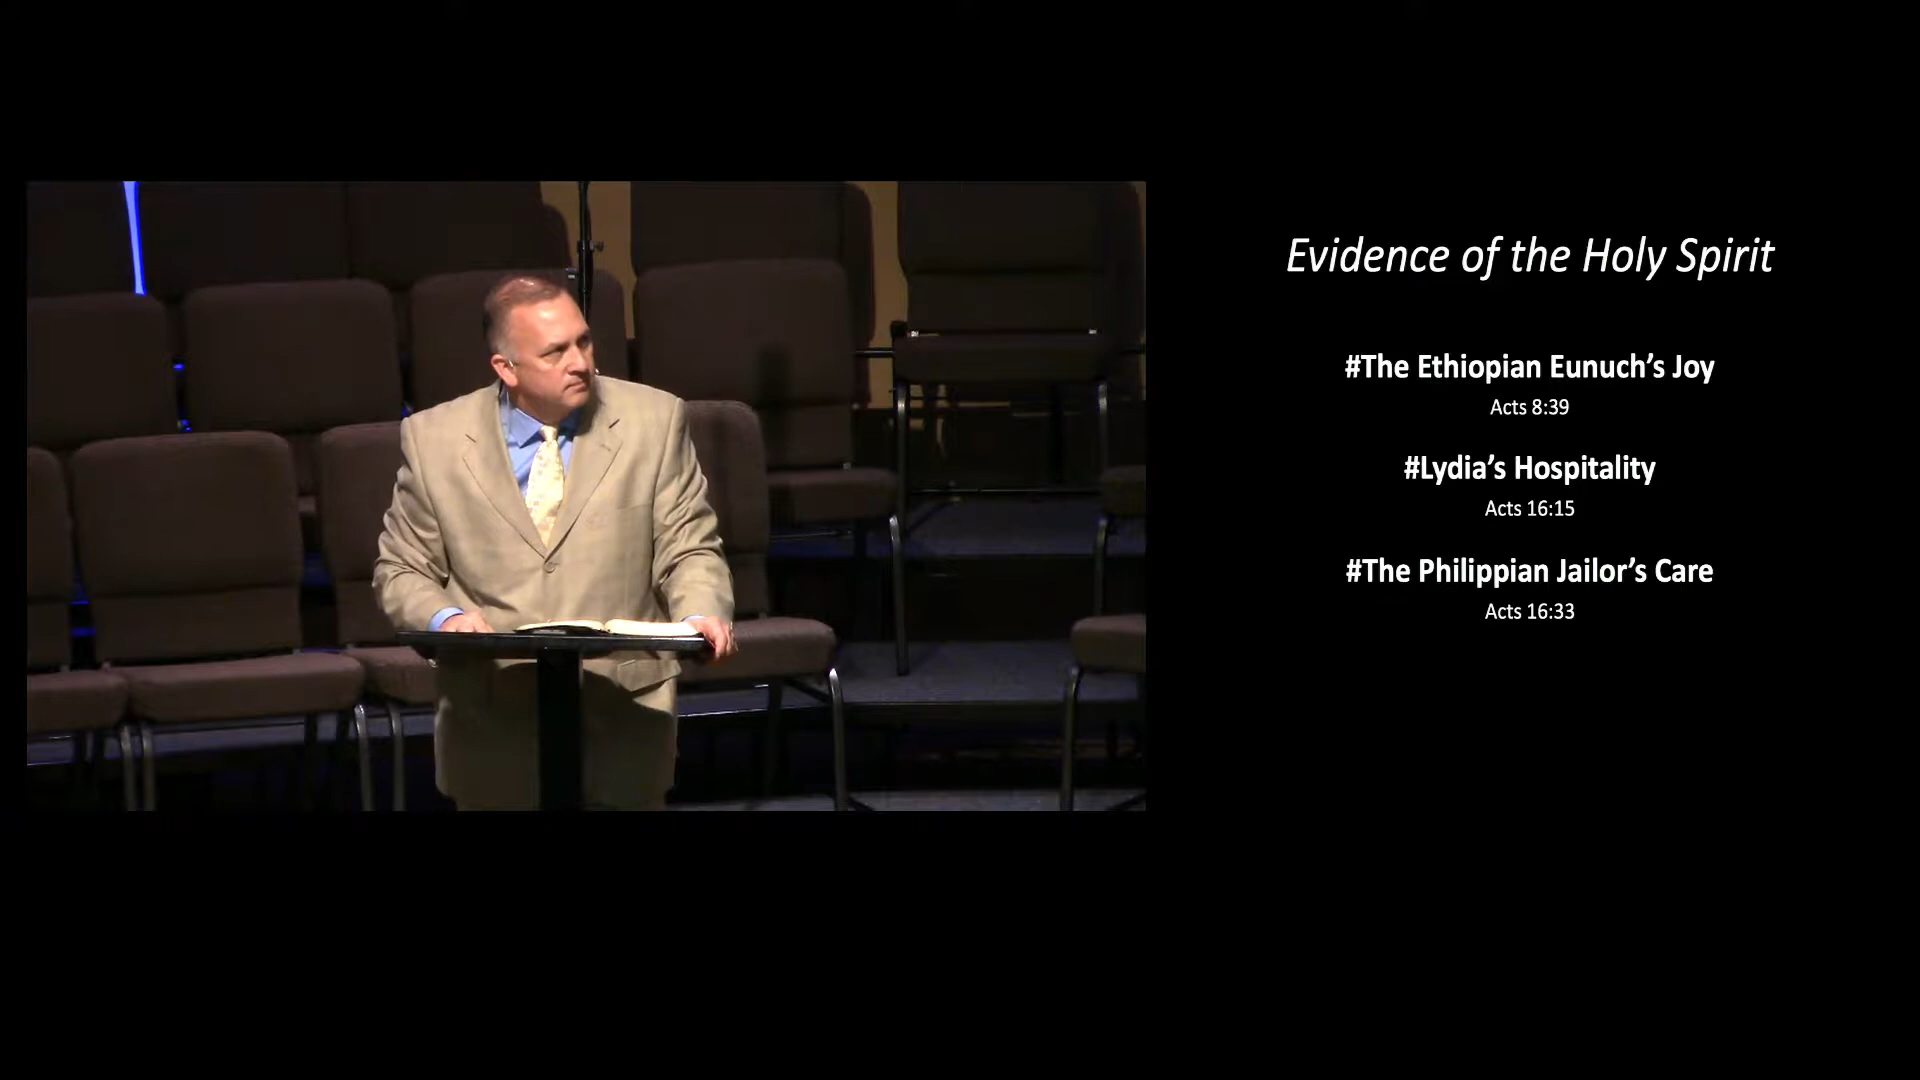 Evidence of the Holy Spirit
#The Ethiopian Eunuch’s Joy
Acts 8:39
#Lydia’s Hospitality
Acts 16:15
#The Philippian Jailor’s Care
Acts 16:33